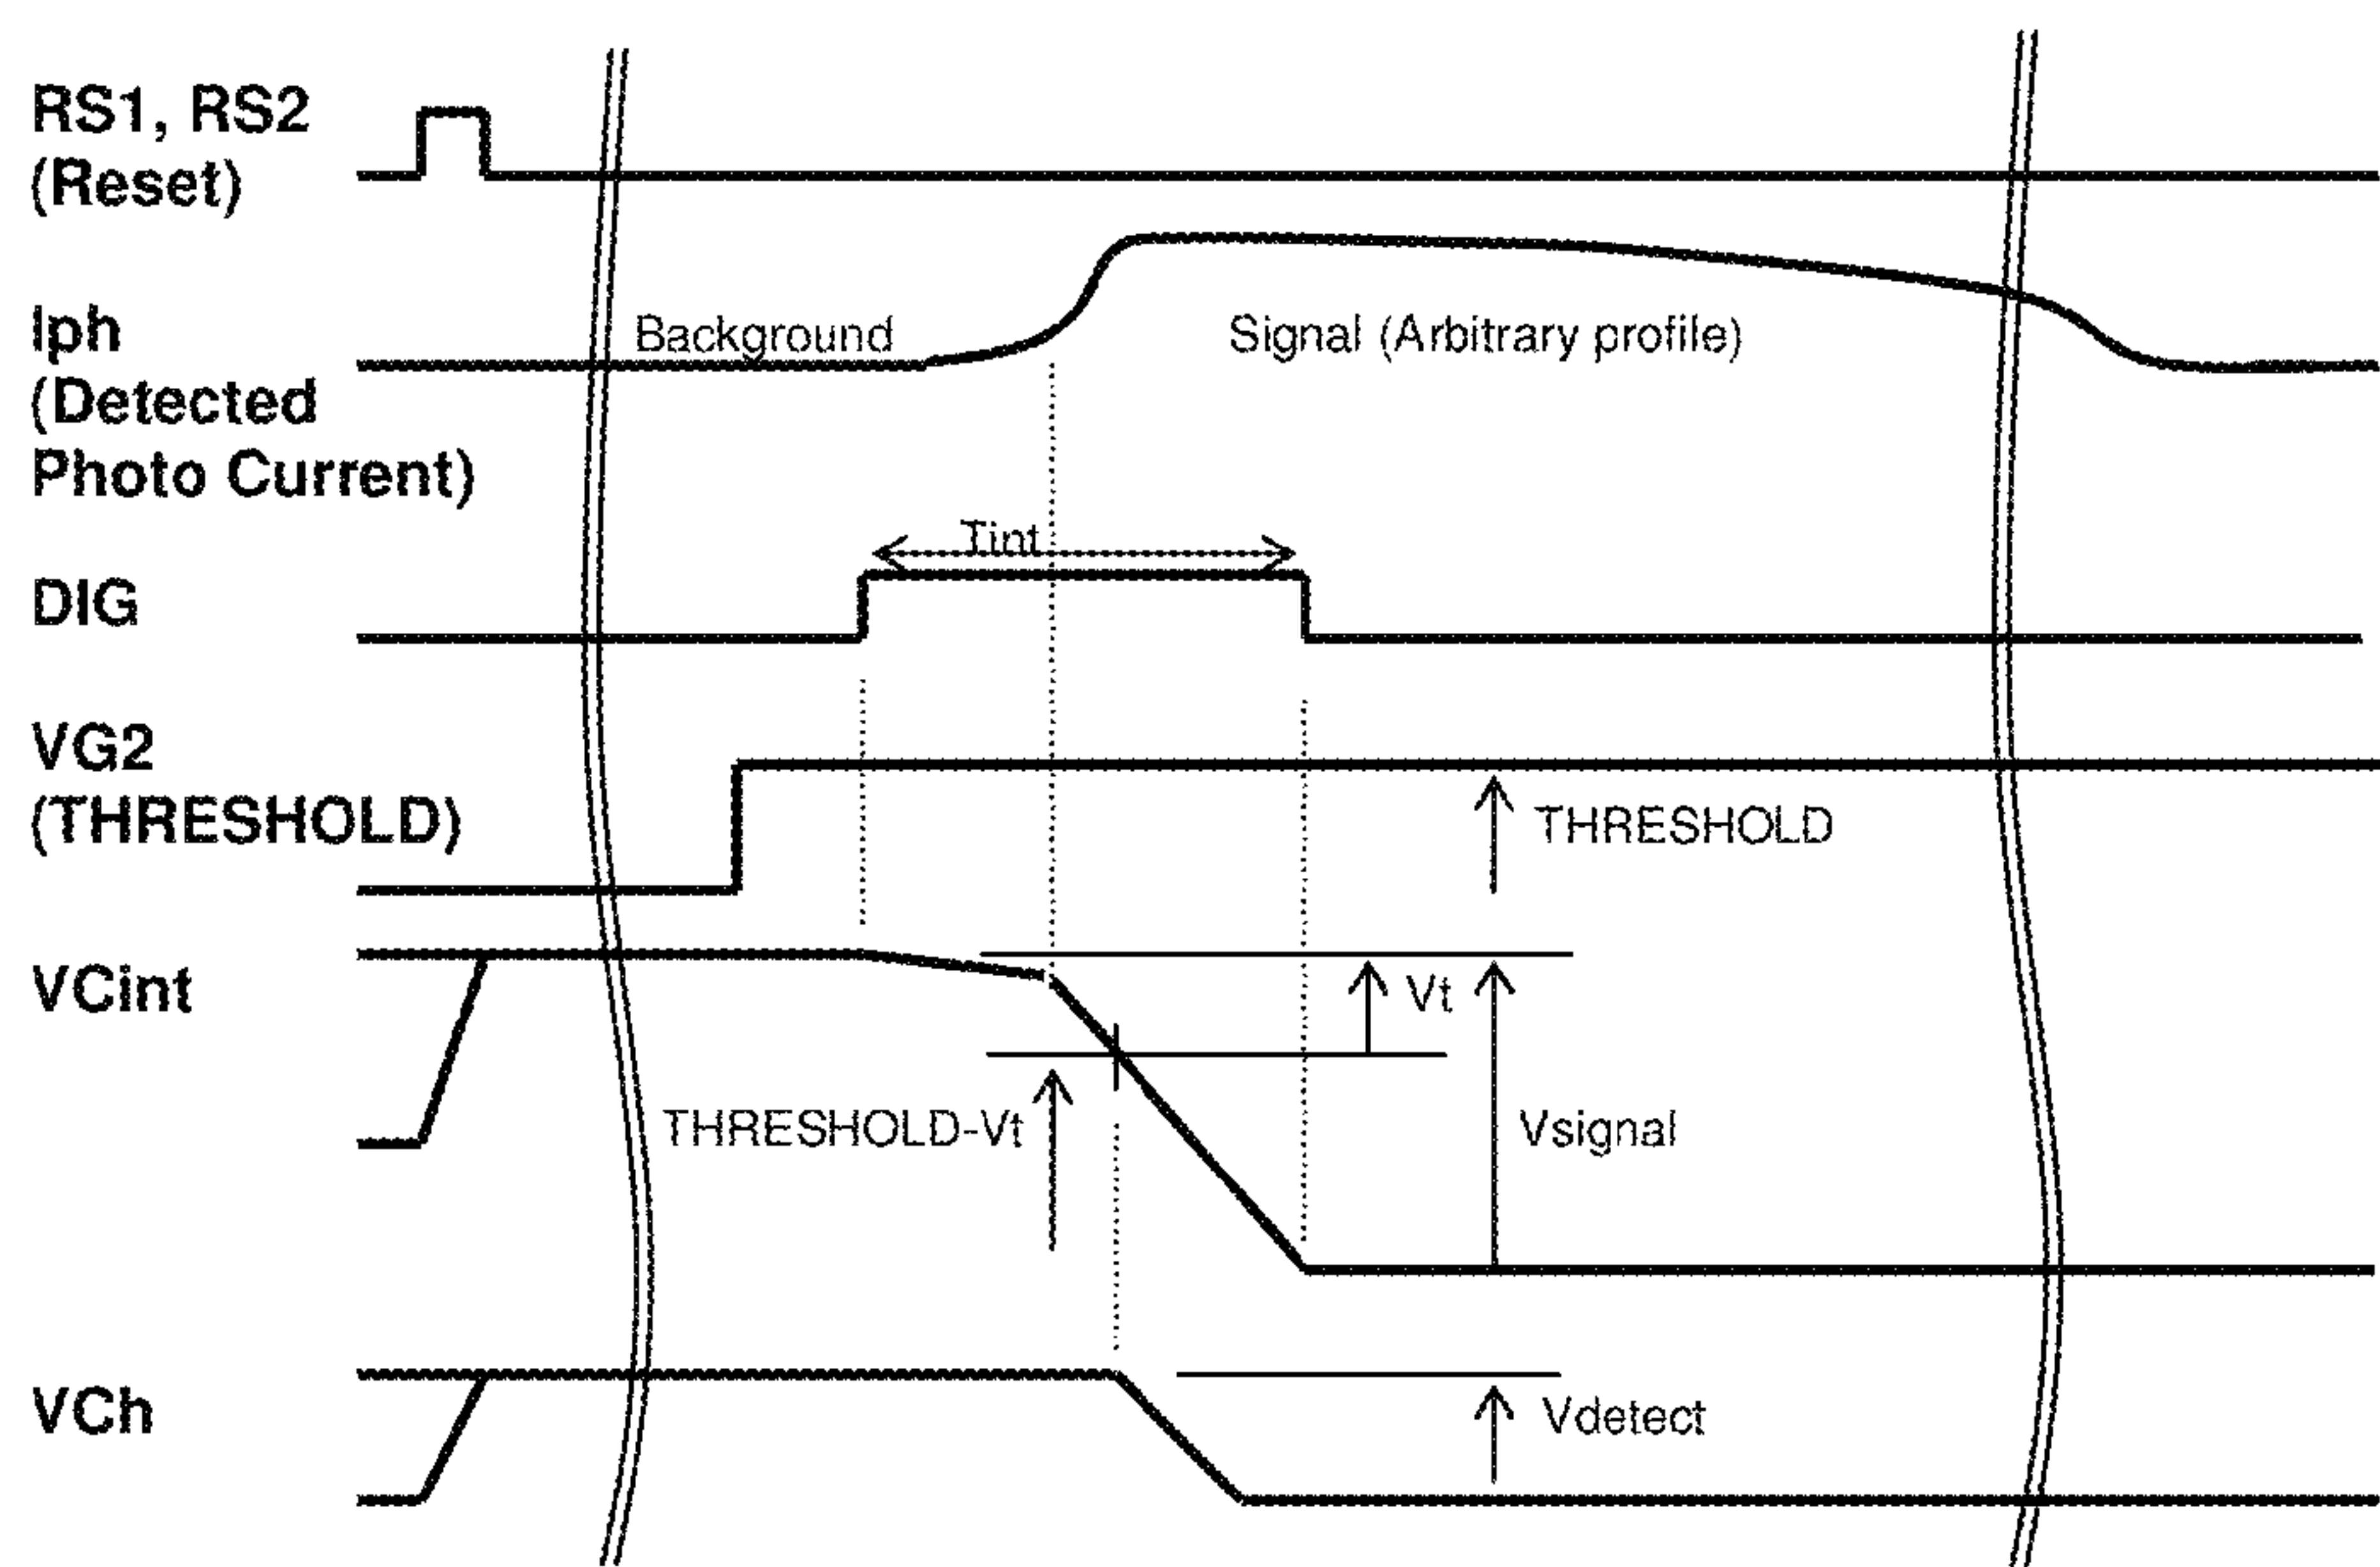 RS1, RS2
(Reset)
Iph
(Detected
Photo Current)
Background
Signal (Arbitrary profile)
Tint
DIG
VG2
(THRESHOLD)
THRESHOLD
VCint
Vt
THRESHOLD-Vt
Vsignal
VCh
Vdetect